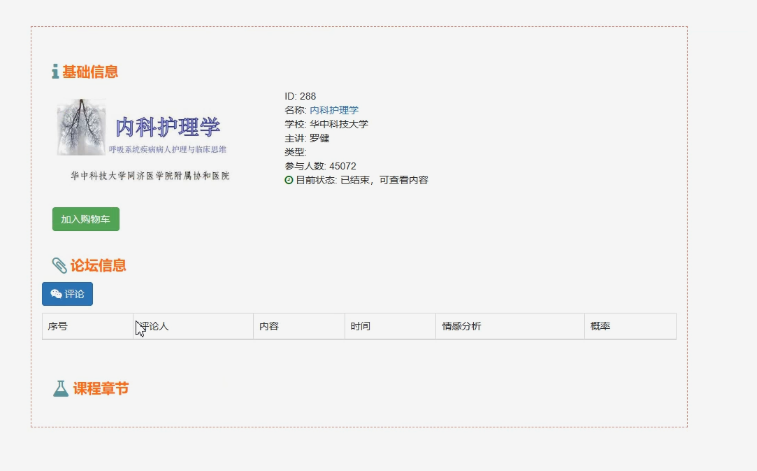 基础信息
内科护理学
呼吸系统疾病病人护理与临床思维
华中科技大学同济医学院附属协和医院
ID: 288
名称: 内科护理学
学校: 华中科技大学
主讲: 罗健
类型:
参与人数: 45072
目前状态: 已结束，可查看内容
加入购物车
论坛信息
评论
序号 评论人 内容 时间 情感分析 概率
课程章节